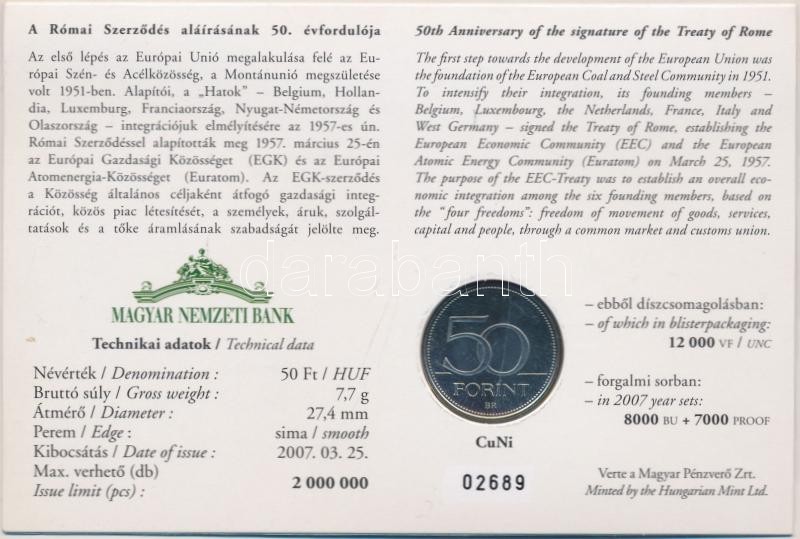 A Római Szerződés aláírásának 50. évfordulója
Az első lépés az Európai Unió megalakulása felé az Eu-
rópai Szén- és Acélközösség, a Montánunió megszületése
volt 1951-ben. Alapítói, a „Hatok” – Belgium, Hollan-
dia, Luxemburg, Franciaország, Nyugat-Németország és
Olaszország – integrációjuk elmélyítésére az 1957-es ún.
Római Szerződéssel alapították meg 1957. március 25-én
az Európai Gazdasági Közösséget (EGK) és az Európai
Atomenergia-Közösséget (Euratom). Az EGK-szerződés
a Közösség általános céljaként átfogó gazdasági integ-
rációt, közös piac létesítését, a személyek, áruk, szolgál-
tatások és a tőke áramlásának szabadságát jelölte meg.
50th Anniversary of the signature of the Treaty of Rome
The first step towards the development of the European Union was
the foundation of the European Coal and Steel Community in 1951.
To intensify their integration, its founding members –
Belgium, Luxembourg, the Netherlands, France, Italy and
West Germany – signed the Treaty of Rome, establishing the
European Economic Community (EEC) and the European
Atomic Energy Community (Euratom) on March 25, 1957.
The purpose of the EEC-Treaty was to establish an overall eco-
nomic integration among the six founding members, based on
the “four freedoms”: freedom of movement of goods, services,
capital and people, through a common market and customs union.
darabanth.com
MAGYAR NEMZETI BANK
Technikai adatok / Technical data
Névérték / Denomination : 50 Ft / HUF
Bruttó súly / Gross weight : 7,7 g
Átmérő / Diameter : 27,4 mm
Perem / Edge : sima / smooth
Kibocsátás / Date of issue : 2007. 03. 25.
Max. verhető (db)
Issue limit (pcs) : 2 000 000
50
FORINT
BP.
CuNi
02689
– ebből díszcsomagolásban:
– of which in blisterpackaging:
12 000 VF / UNC
– forgalmi sorban:
– in 2007 year sets:
8000 BU + 7000 PROOF
Verte a Magyar Pénzverő Zrt.
Minted by the Hungarian Mint Ltd.